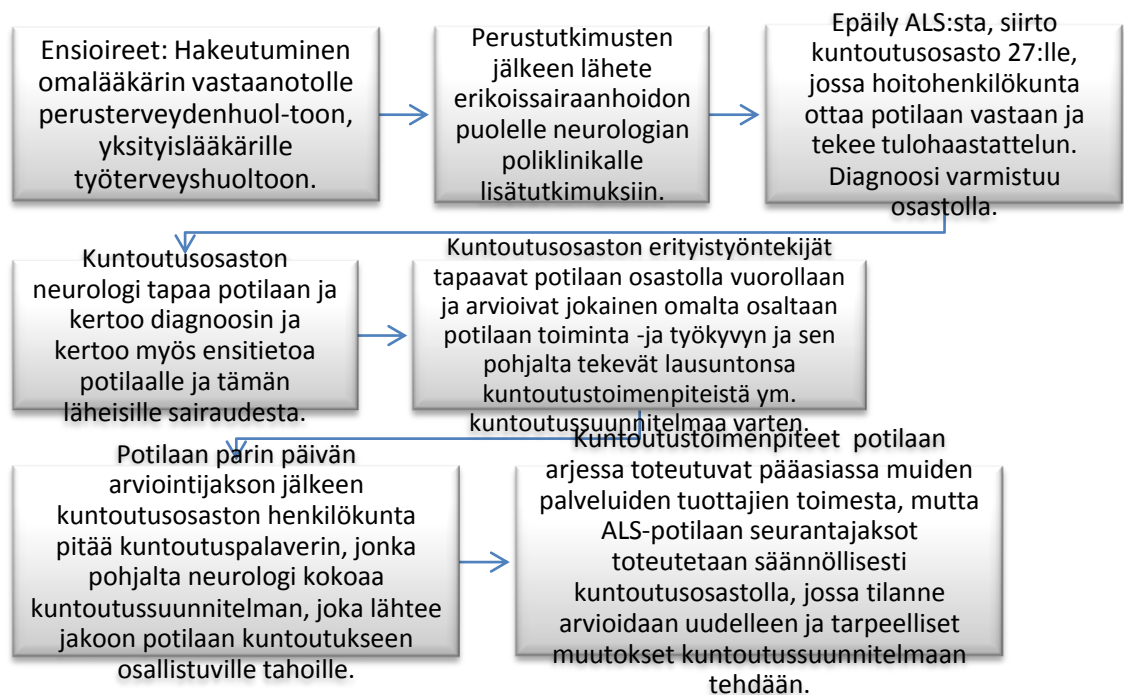 Ensioireet: Hakeutuminen
omalääkärin vastaanotolle
perusterveydenhuol-toon,
yksityislääkärille
työterveyshuoltoon.
Perustutkimusten
jälkeen lähete
erikoissairaanhoidon
puolelle neurologian
poliklinikalle
lisätutkimuksiin.
Epäily ALS:sta, siirto
kuntoutusosasto 27:lle,
jossa hoitohenkilökunta
ottaa potilaan vastaan ja
tekee tulohaastattelun.
Diagnoosi varmistuu
osastolla.
Kuntoutusosaston
neurologi tapaa potilaan ja
kertoo diagnoosin ja
kertoo myös ensitietoa
potilaalle ja tämän
läheisille sairaudesta.
Kuntoutusosaston erityistyöntekijät
tapaavat potilaan osastolla vuorollaan
ja arvioivat jokainen omalta osaltaan
potilaan toiminta -ja työkyvyn ja sen
pohjalta tekevät lausuntonsa
kuntoutustoimenpiteistä ym.
kuntoutussuunnitelmaa varten.
Potilaan parin päivän
arviointijakson jälkeen
kuntoutusosaston henkilökunta
pitää kuntoutuspalaverin, jonka
pohjalta neurologi kokoaa
kuntoutussuunnitelman, joka lähtee
jakoon potilaan kuntoutukseen
osallistuville tahoille.
Kuntoutustoimenpiteet potilaan
arjessa toteutuvat pääasiassa muiden
palveluiden tuottajien toimesta, mutta
ALS-potilaan seurantajaksot
toteutetaan säännöllisesti
kuntoutusosastolla, jossa tilanne
arvioidaan uudelleen ja tarpeelliset
muutokset kuntoutussuunnitelmaan
tehdään.